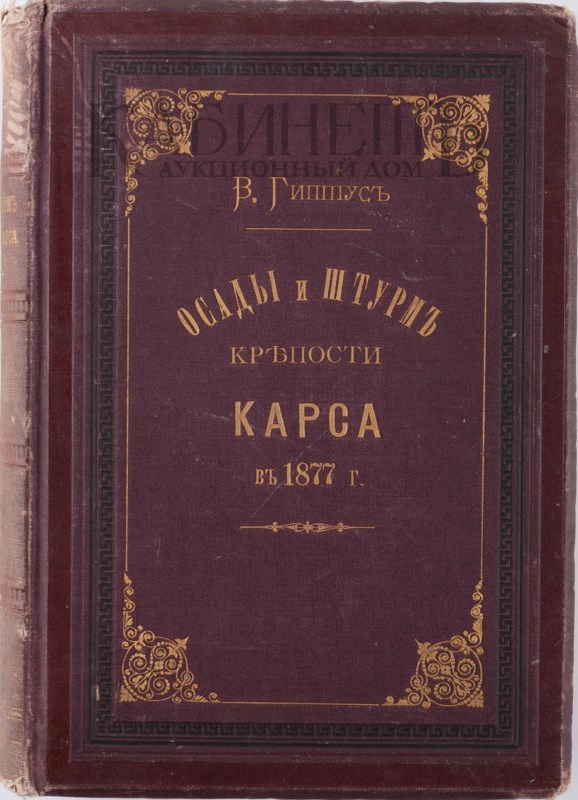 КАБИНЕТЪ
АУКЦИОННЫЙ ДОМ
В. Гиппіусъ
ОСАДЫ и ШТУРМЪ
КРѢПОСТИ
КАРСА
въ 1877 г.